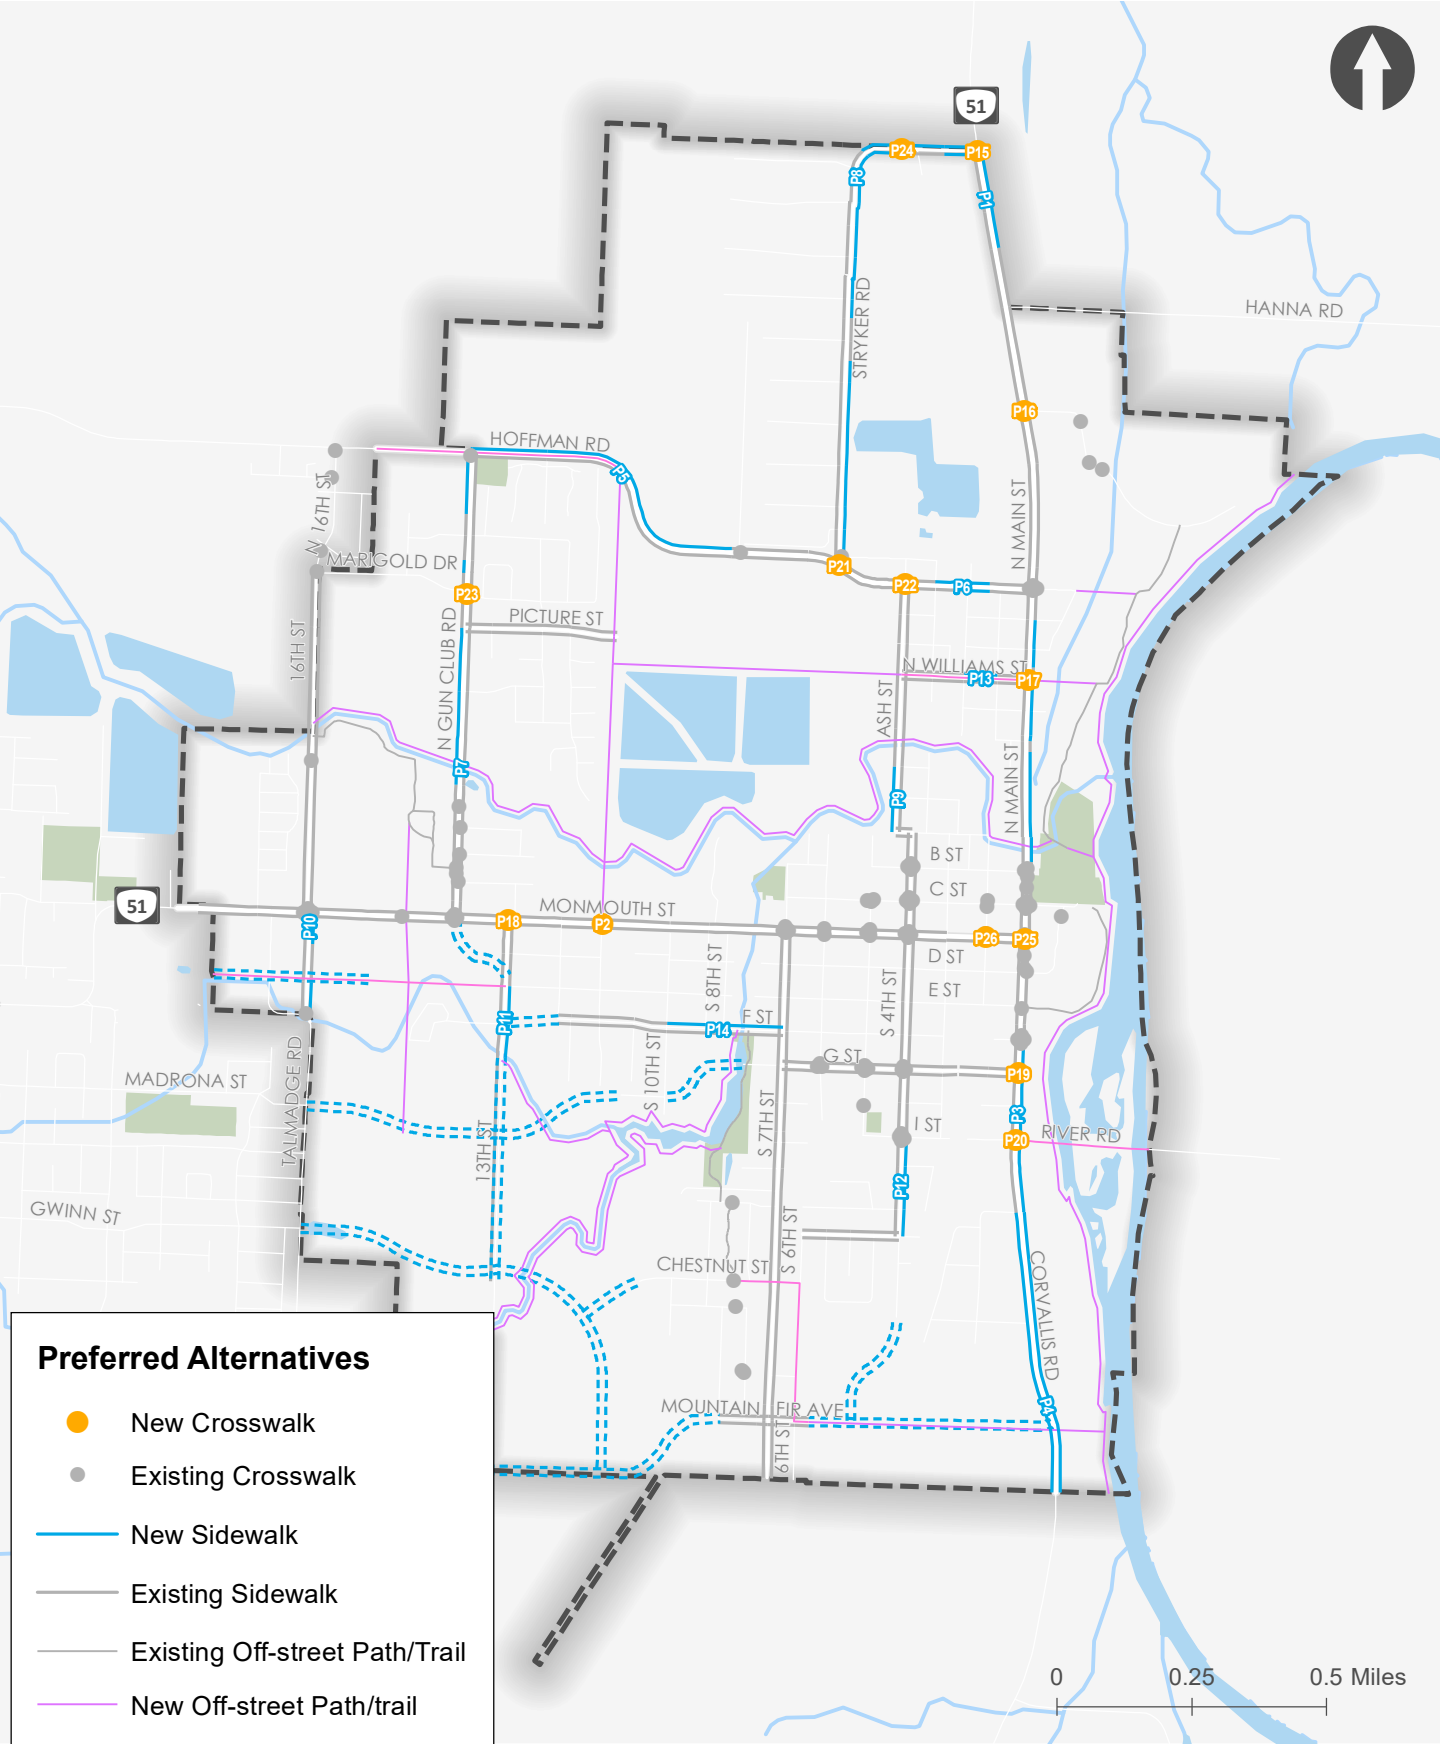 51
P24
P15
P8
P1
HANNA RD
STRYKER RD
P16
HOFFMAN RD
P5
N 16TH ST
N MAIN ST
MARIGOLD DR
P21
P22
P6
P23
PICTURE ST
16TH ST
N GUN CLUB RD
N WILLIAMS ST
P13
P17
ASH ST
P7
P9
N MAIN ST
B ST
C ST
51
MONMOUTH ST
P10
P18
P2
P26
P25
D ST
S 8TH ST
E ST
S 4TH ST
P11
F ST
P14
G ST
P19
TALMADGE RD
MADRONA ST
S 10TH ST
S 7TH ST
P3
I ST
P20
RIVER RD
13TH ST
P12
GWINN ST
S 6TH ST
CHESTNUT ST
CORVALLIS RD
MOUNTAIN FIR AVE
P4
6TH ST
Preferred Alternatives
New Crosswalk
Existing Crosswalk
New Sidewalk
Existing Sidewalk
Existing Off-street Path/Trail
New Off-street Path/trail
0 0.25 0.5 Miles